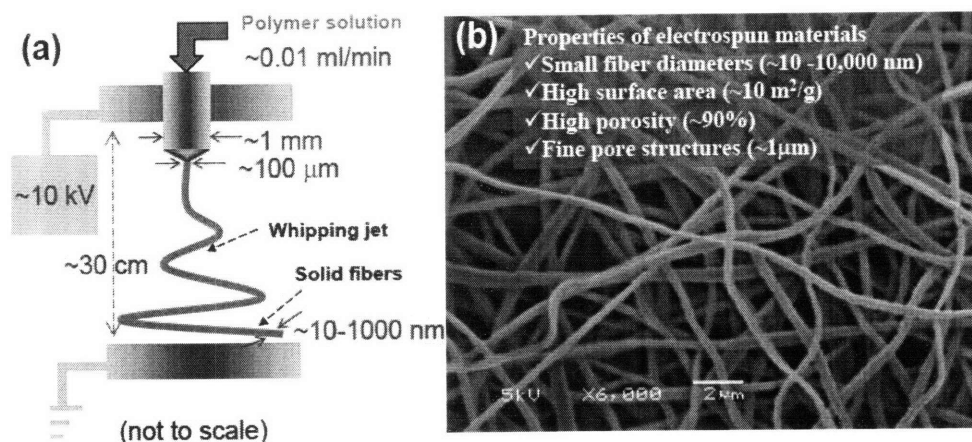 (a)
Polymer solution
~0.01 ml/min
~1 mm
~100 μm
~10 kV
Whipping jet
~30 cm
Solid fibers
~10-1000 nm
(not to scale)
(b)
Properties of electrospun materials
✓Small fiber diameters (~10 -10,000 nm)
✓High surface area (~10 m²/g)
✓High porosity (~90%)
✓Fine pore structures (~1μm)
5kV X6,000 2μm